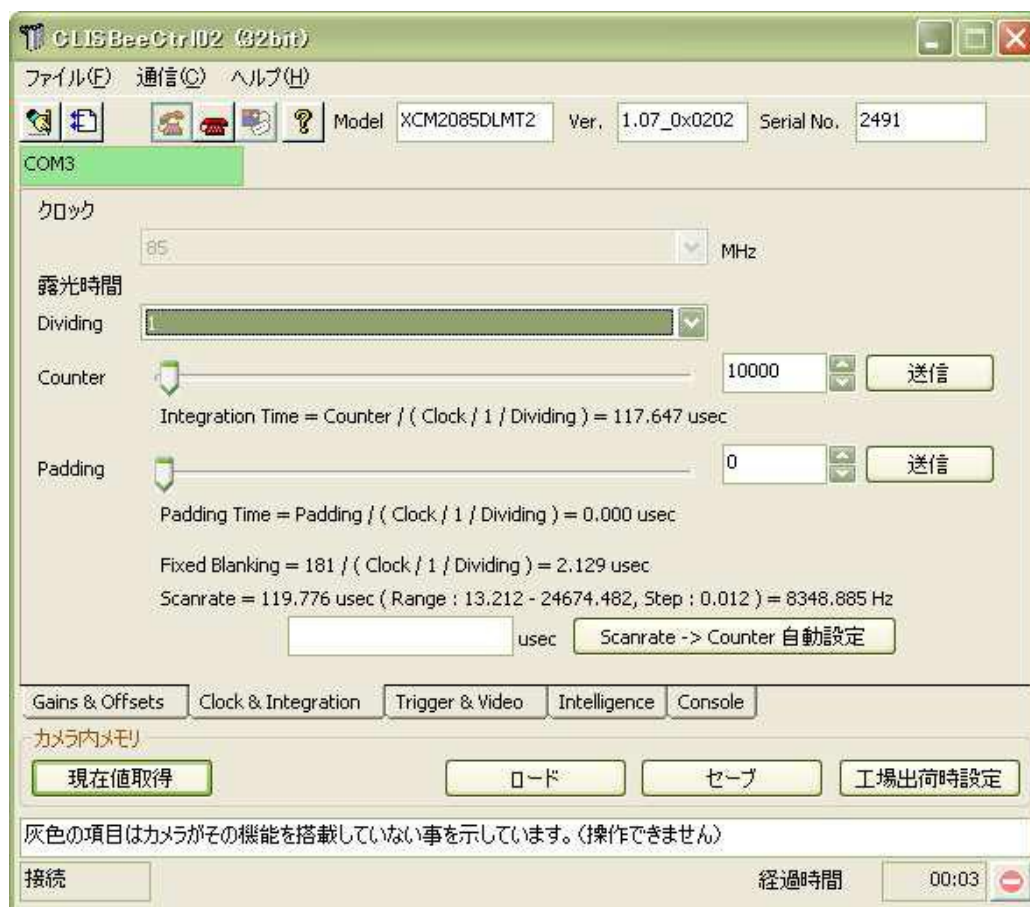 CLISBeeCtrl02 (32bit)
ファイル(F) 通信(C) ヘルプ(H)
Model XCM2085DLMT2 Ver. 1.07_0x0202 Serial No. 2491
COM3
クロック
85 MHz
露光時間
Dividing 1
Counter 10000 送信
Integration Time = Counter / ( Clock / 1 / Dividing ) = 117.647 usec
Padding 0 送信
Padding Time = Padding / ( Clock / 1 / Dividing ) = 0.000 usec
Fixed Blanking = 181 / ( Clock / 1 / Dividing ) = 2.129 usec
Scanrate = 119.776 usec ( Range : 13.212 - 24674.482, Step : 0.012 ) = 8348.885 Hz
usec Scanrate -> Counter 自動設定
Gains & Offsets Clock & Integration Trigger & Video Intelligence Console
カメラ内メモリ
現在値取得 ロード セーブ 工場出荷時設定
灰色の項目はカメラがその機能を搭載していない事を示しています。(操作できません)
接続 経過時間 00:03